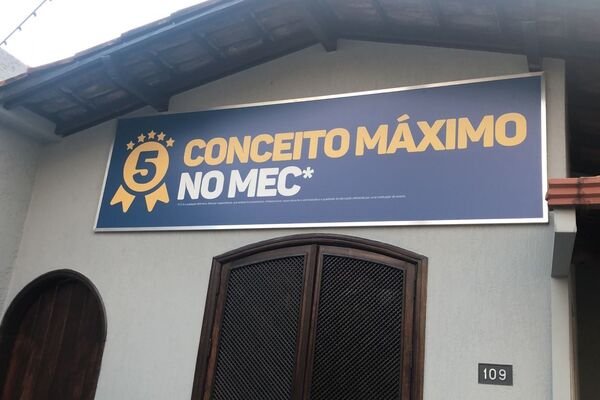 5
CONCEITO MÁXIMO
NO MEC*
109